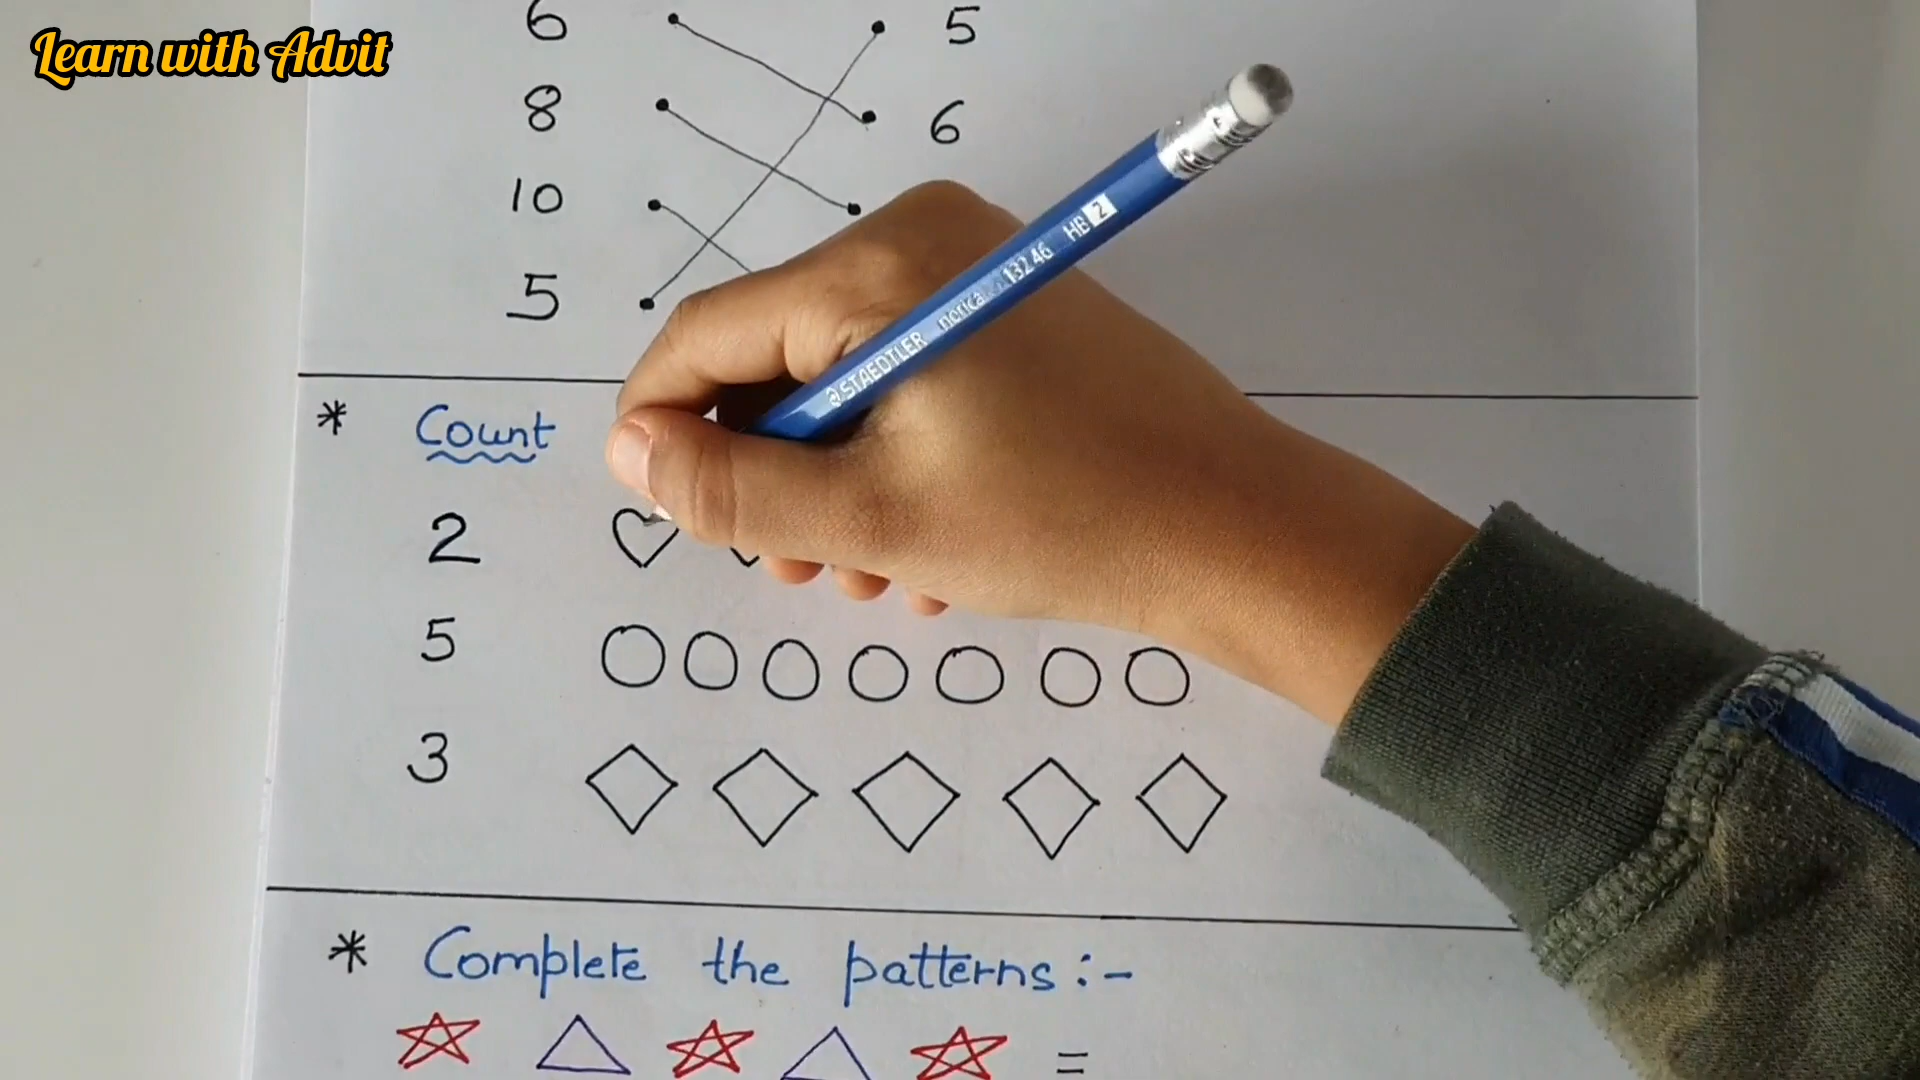 Learn with Advit
6 5
8 6
10
5
* Count
2
5
3
* Complete the patterns :-
=
STAEDTLER norica 132 46 HB 2